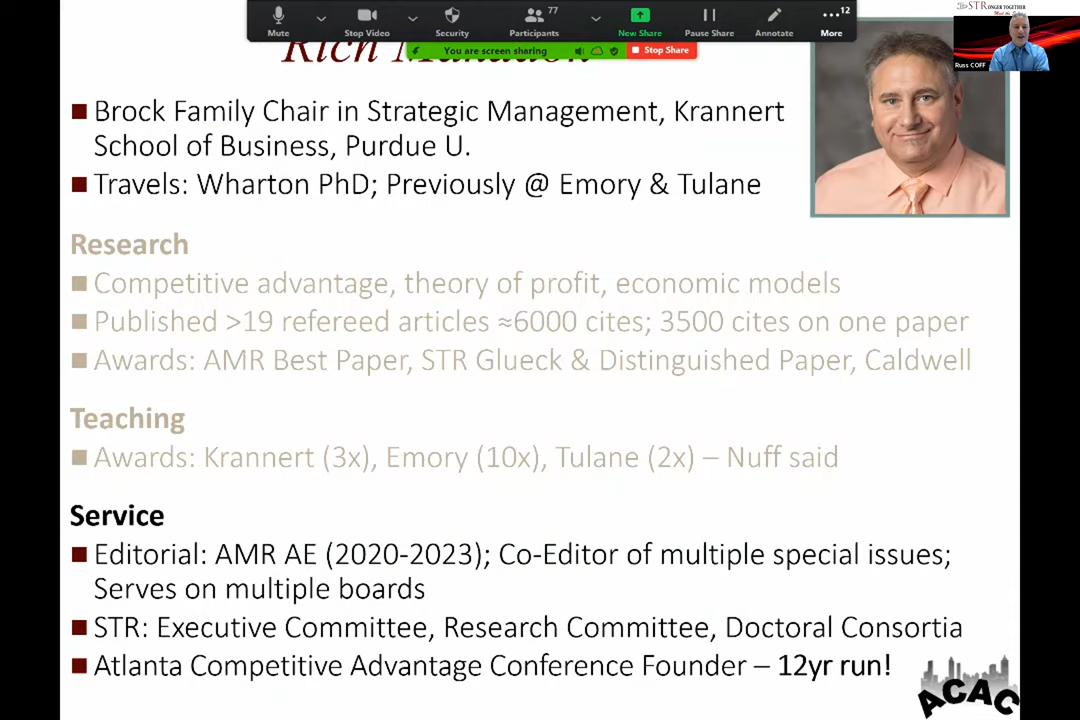 77
12
Mute
Stop Video
Security
Participants
New Share
Pause Share
Annotate
More
You are screen sharing
Stop Share
STRONGER TOGETHER
Russ COFF
Rich
Brock Family Chair in Strategic Management, Krannert
School of Business, Purdue U.
Travels: Wharton PhD; Previously @ Emory & Tulane
Research
Competitive advantage, theory of profit, economic models
Published >19 refereed articles ≈6000 cites; 3500 cites on one paper
Awards: AMR Best Paper, STR Glueck & Distinguished Paper, Caldwell
Teaching
Awards: Krannert (3x), Emory (10x), Tulane (2x) – Nuff said
Service
Editorial: AMR AE (2020-2023); Co-Editor of multiple special issues;
Serves on multiple boards
STR: Executive Committee, Research Committee, Doctoral Consortia
Atlanta Competitive Advantage Conference Founder – 12yr run!
ACAC